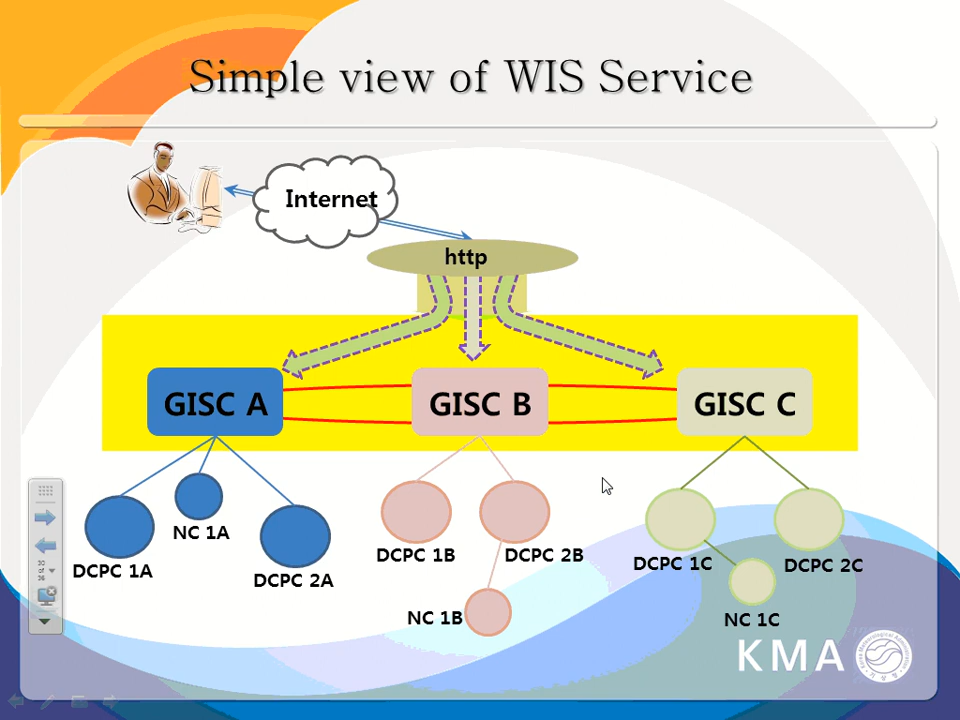 Simple view of WIS Service
Internet
http
GISC A
GISC B
GISC C
NC 1A
DCPC 1A
DCPC 2A
DCPC 1B
DCPC 2B
NC 1B
DCPC 1C
DCPC 2C
NC 1C
KMA